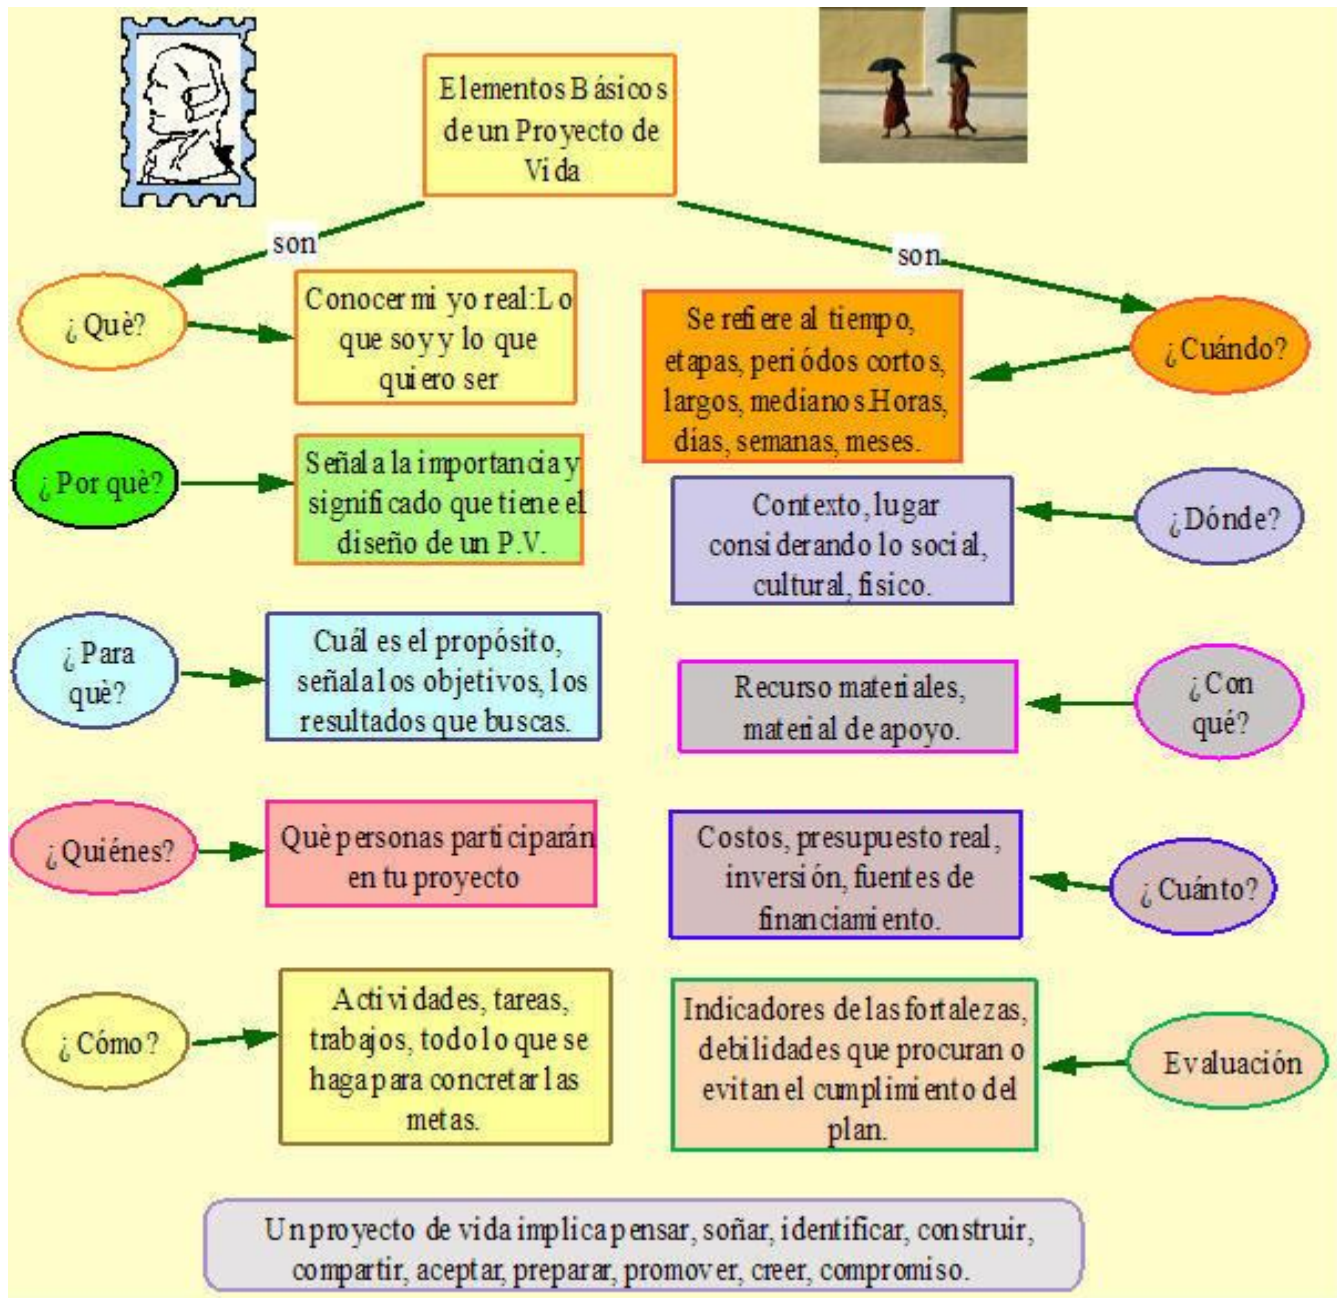 Elementos Básicos
de un Proyecto de
Vida
son
son
¿Què?
Conocer mi yo real:Lo
que soy y lo que
quiero ser
¿Por què?
Señala la importancia y
significado que tiene el
diseño de un P.V.
¿Para
què?
Cuál es el propósito,
señala los objetivos, los
resultados que buscas.
¿Quiénes?
Què personas participarán
en tu proyecto
¿Cómo?
Actividades, tareas,
trabajos, todo lo que se
haga para concretar las
metas.
Se refiere al tiempo,
etapas, periódos cortos,
largos, medianos.Horas,
días, semanas, meses.
¿Cuándo?
Contexto, lugar
considerando lo social,
cultural, fisico.
¿Dónde?
Recurso materiales,
material de apoyo.
¿Con
qué?
Costos, presupuesto real,
inversión, fuentes de
financiamiento.
¿Cuánto?
Indicadores de las fortalezas,
debilidades que procuran o
evitan el cumplimiento del
plan.
Evaluación
Un proyecto de vida implica pensar, soñar, identificar, construir,
compartir, aceptar, preparar, promover, creer, compromiso.